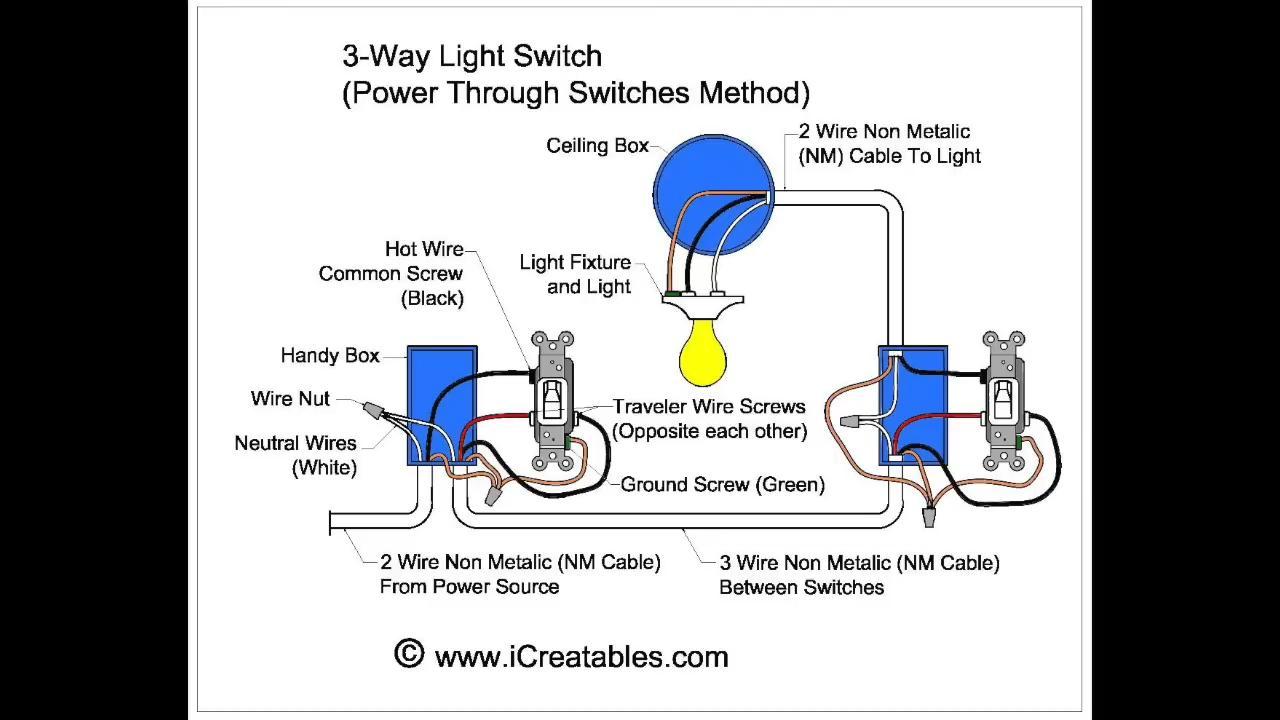 3-Way Light Switch
(Power Through Switches Method)
Ceiling Box
2 Wire Non Metalic
(NM) Cable To Light
Hot Wire
Common Screw
(Black)
Light Fixture
and Light
Handy Box
Wire Nut
Neutral Wires
(White)
Traveler Wire Screws
(Opposite each other)
Ground Screw (Green)
2 Wire Non Metalic (NM Cable)
From Power Source
3 Wire Non Metalic (NM Cable)
Between Switches
© www.iCreatables.com